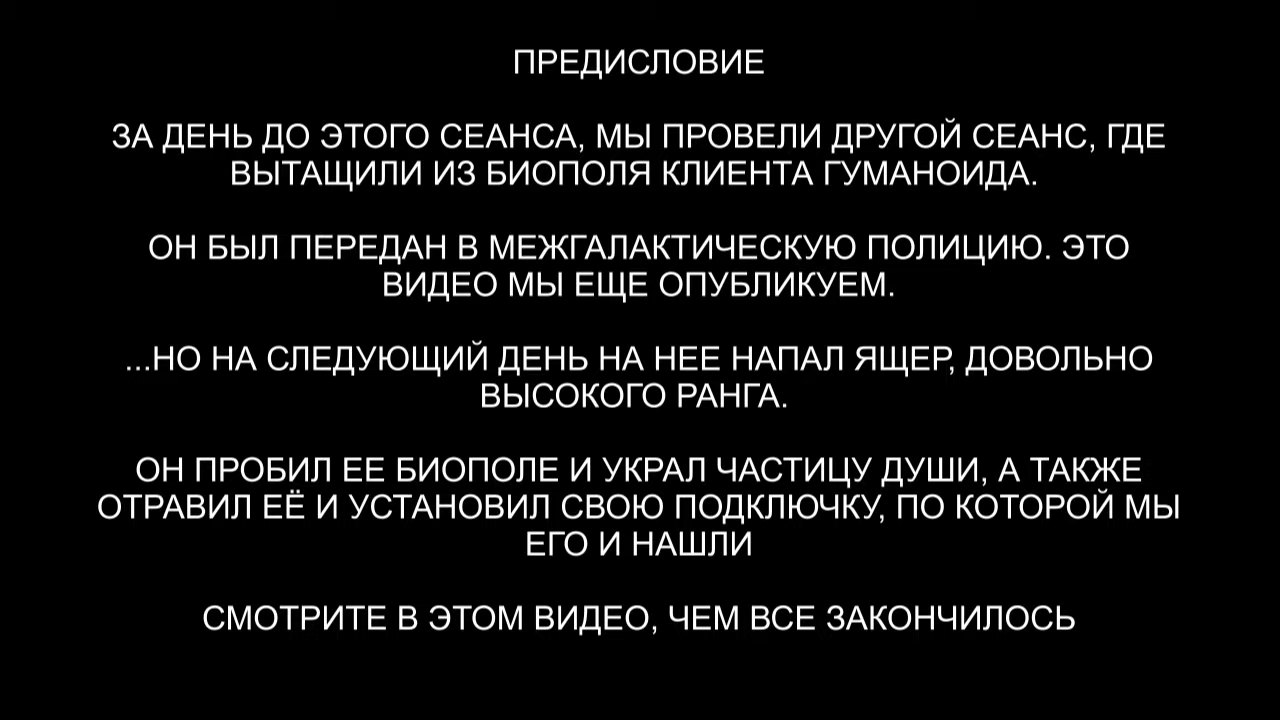 ПРЕДИСЛОВИЕ
ЗА ДЕНЬ ДО ЭТОГО СЕАНСА, МЫ ПРОВЕЛИ ДРУГОЙ СЕАНС, ГДЕ
ВЫТАЩИЛИ ИЗ БИОПОЛЯ КЛИЕНТА ГУМАНОИДА.
ОН БЫЛ ПЕРЕДАН В МЕЖГАЛАКТИЧЕСКУЮ ПОЛИЦИЮ. ЭТО
ВИДЕО МЫ ЕЩЕ ОПУБЛИКУЕМ.
...НО НА СЛЕДУЮЩИЙ ДЕНЬ НА НЕЕ НАПАЛ ЯЩЕР, ДОВОЛЬНО
ВЫСОКОГО РАНГА.
ОН ПРОБИЛ ЕЕ БИОПОЛЕ И УКРАЛ ЧАСТИЦУ ДУШИ, А ТАКЖЕ
ОТРАВИЛ ЕЁ И УСТАНОВИЛ СВОЮ ПОДКЛЮЧКУ, ПО КОТОРОЙ МЫ
ЕГО И НАШЛИ
СМОТРИТЕ В ЭТОМ ВИДЕО, ЧЕМ ВСЕ ЗАКОНЧИЛОСЬ